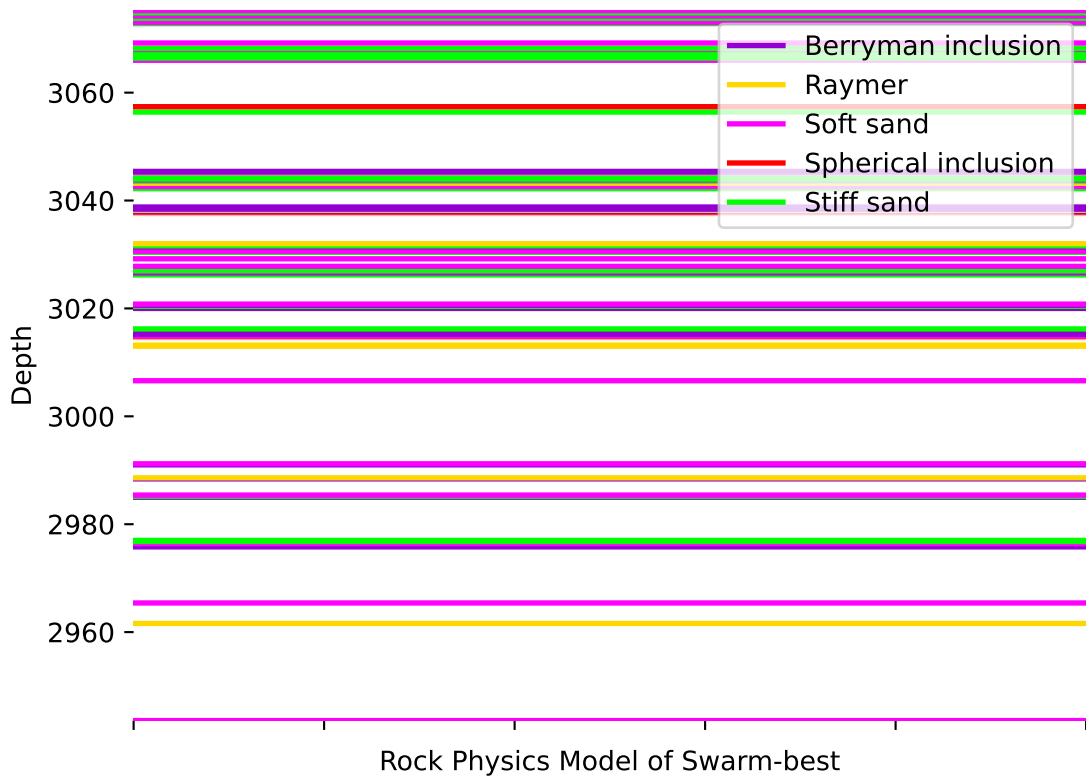 Berryman inclusion
Raymer
Soft sand
Spherical inclusion
Stiff sand
3060
3040
3020
3000
2980
2960
Depth
Rock Physics Model of Swarm-best